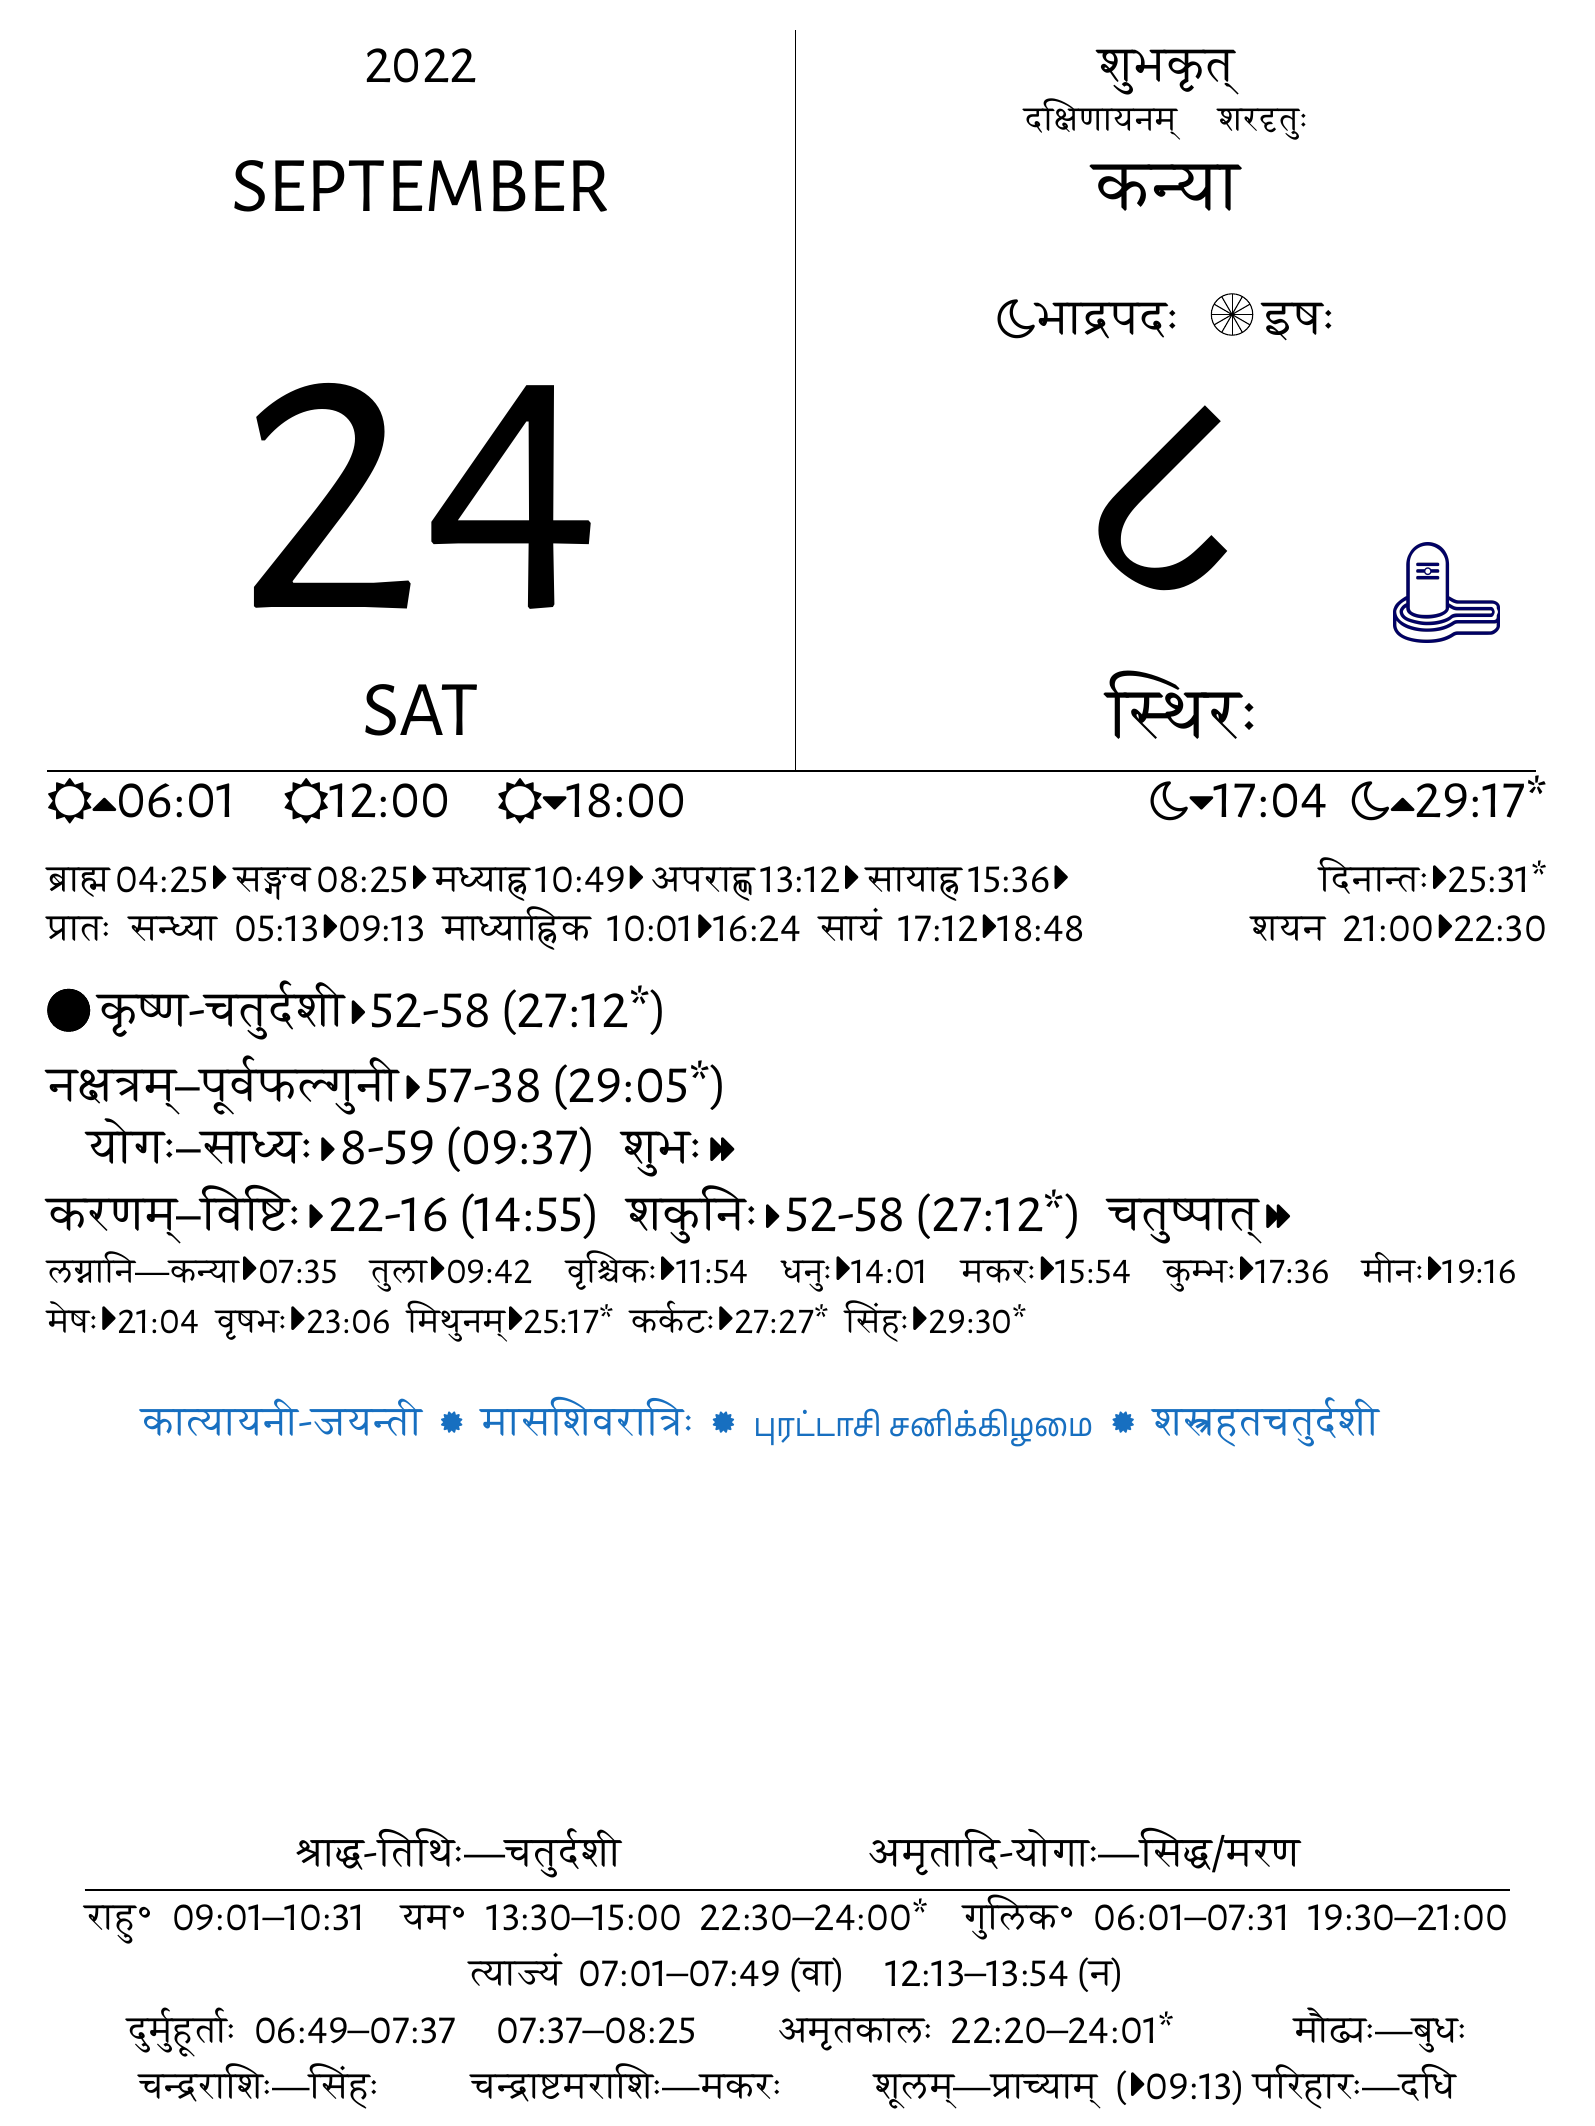 2022
SEPTEMBER
24
SAT
शुभकृत्
दक्षिणायनम् शरदृतुः
कन्या
भाद्रपदः इषः
८
स्थिरः
06:01 12:00 18:00 17:04 29:17*
ब्राह्म 04:25 सङ्गव 08:25 मध्याह्न 10:49 अपराह्ण 13:12 सायाह्न 15:36 दिनान्तः 25:31*
प्रातः सन्ध्या 05:13 09:13 माध्याह्निक 10:01 16:24 सायं 17:12 18:48 शयन 21:00 22:30
कृष्ण-चतुर्दशी 52-58 (27:12*)
नक्षत्रम्–पूर्वफल्गुनी 57-38 (29:05*)
योगः–साध्यः 8-59 (09:37) शुभः
करणम्–विष्टिः 22-16 (14:55) शकुनिः 52-58 (27:12*) चतुष्पात्
लग्नानि—कन्या 07:35 तुला 09:42 वृश्चिकः 11:54 धनुः 14:01 मकरः 15:54 कुम्भः 17:36 मीनः 19:16
मेषः 21:04 वृषभः 23:06 मिथुनम् 25:17* कर्कटः 27:27* सिंहः 29:30*
कात्यायनी-जयन्ती मासशिवरात्रिः புரட்டாசி சனிக்கிழமை शस्त्रहतचतुर्दशी
श्राद्ध-तिथिः—चतुर्दशी अमृतादि-योगाः—सिद्ध/मरण
राहु॰ 09:01–10:31 यम॰ 13:30–15:00 22:30–24:00* गुलिक॰ 06:01–07:31 19:30–21:00
त्याज्यं 07:01–07:49 (वा) 12:13–13:54 (न)
दुर्मुहूर्ताः 06:49–07:37 07:37–08:25 अमृतकालः 22:20–24:01* मौढ्यः—बुधः
चन्द्रराशिः—सिंहः चन्द्राष्टमराशिः—मकरः शूलम्—प्राच्याम् (09:13) परिहारः—दधि